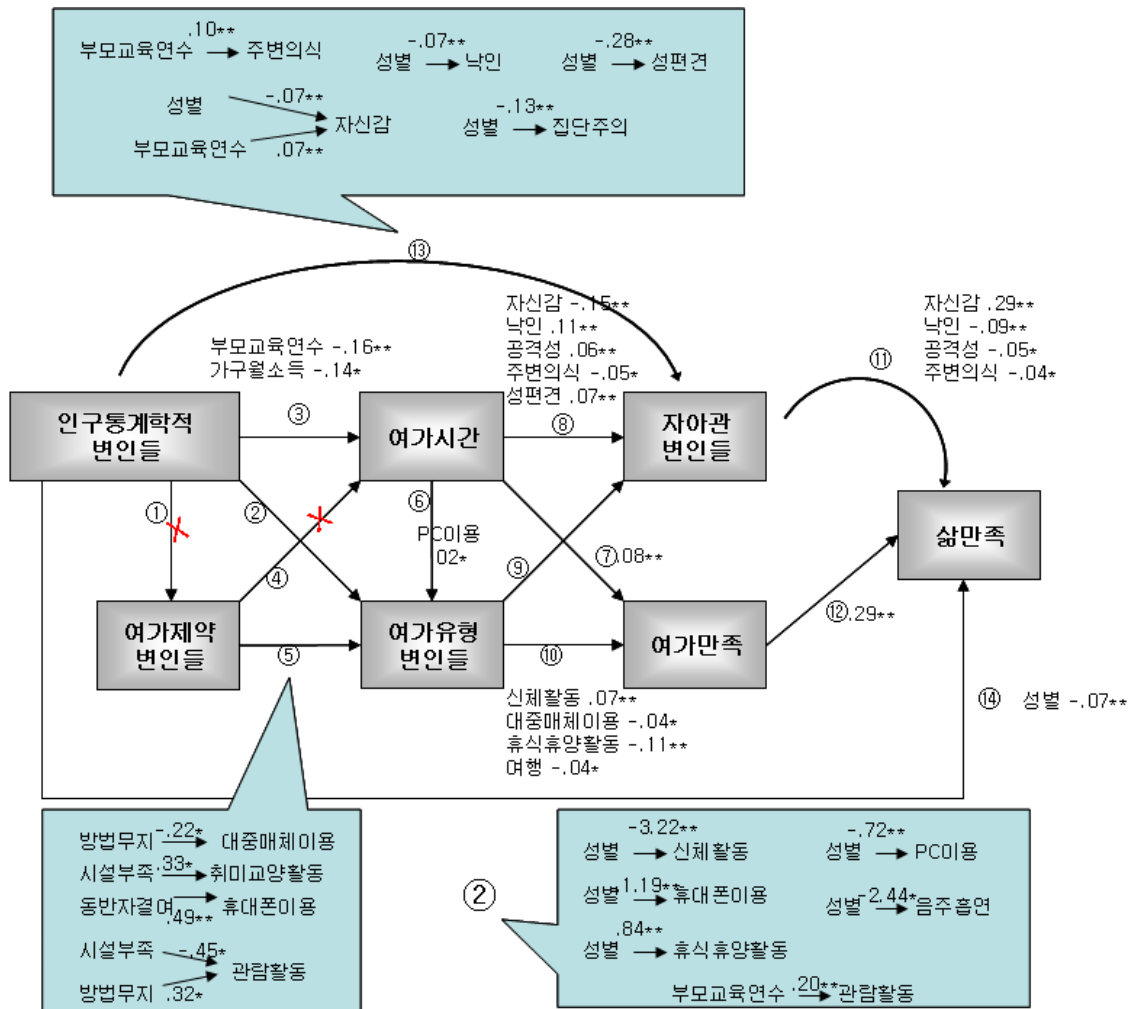 .10**
부모교육연수 주변의식
-.07**
성별 낙인
-.28**
성별 성편견
성별 -.07**
자신감
부모교육연수 .07**
-.13**
성별 집단주의
⑬
부모교육연수 -.16**
가구월소득 -.14*
자신감 -.15**
낙인 .11**
공격성 .06**
주변의식 -.05*
성편견 .07**
자신감 .29**
낙인 -.09**
공격성 -.05*
주변의식 -.04*
⑪
인구통계학적
변인들
③
여가시간
⑧
자아관
변인들
①
②
④
⑥
PC이용
.02*
⑨
⑦.08**
삶만족
여가제약
변인들
⑤
여가유형
변인들
⑩
여가만족
⑫.29**
신체활동 .07**
대중매체이용 -.04*
휴식휴양활동 -.11**
여행 -.04*
⑭ 성별 -.07**
방법무지 -.22* 대중매체이용
시설부족 .33* 취미교양활동
동반자결여 휴대폰이용
.49**
시설부족 -.45*
관람활동
방법무지 .32*
②
-3.22**
성별 신체활동
-.72**
성별 PC이용
성별 1.19** 휴대폰이용
성별 -2.44* 음주흡연
.84**
성별 휴식휴양활동
부모교육연수 .20** 관람활동